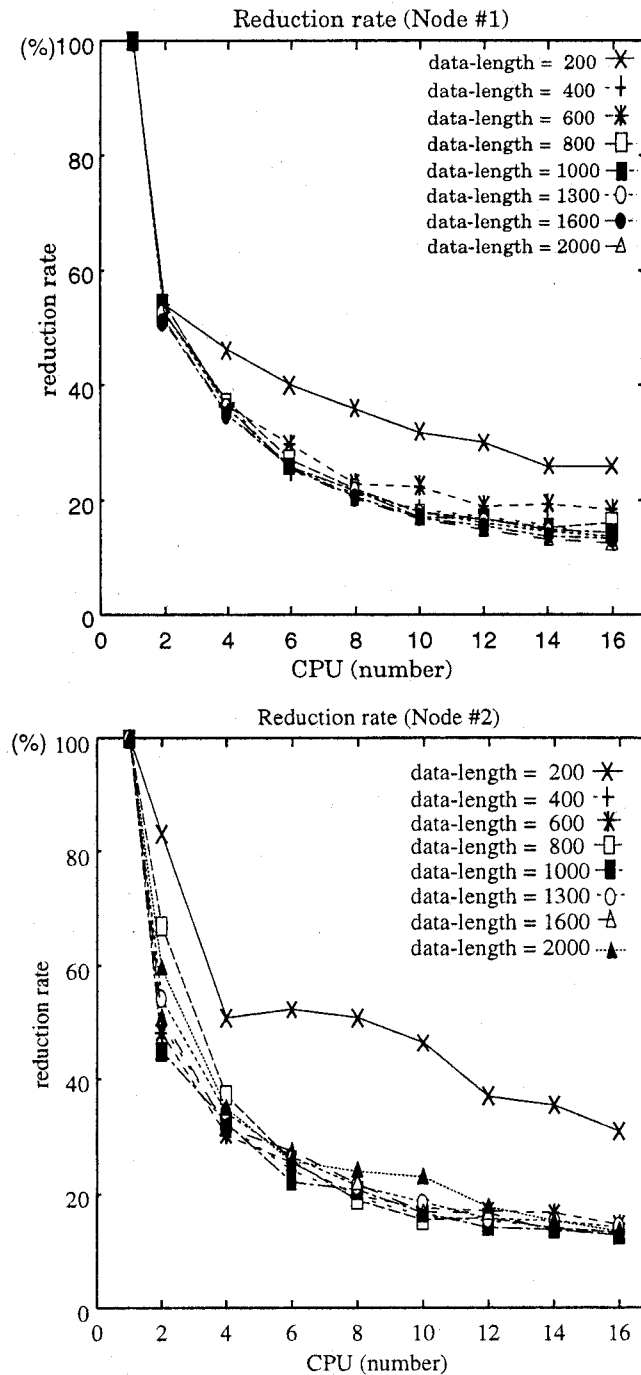 Reduction rate (Node #1)
(%)
100
80
60
40
20
0
reduction rate
data-length = 200
data-length = 400
data-length = 600
data-length = 800
data-length = 1000
data-length = 1300
data-length = 1600
data-length = 2000
0 2 4 6 8 10 12 14 16
CPU (number)
Reduction rate (Node #2)
(%)
100
80
60
40
20
0
reduction rate
data-length = 200
data-length = 400
data-length = 600
data-length = 800
data-length = 1000
data-length = 1300
data-length = 1600
data-length = 2000
0 2 4 6 8 10 12 14 16
CPU (number)